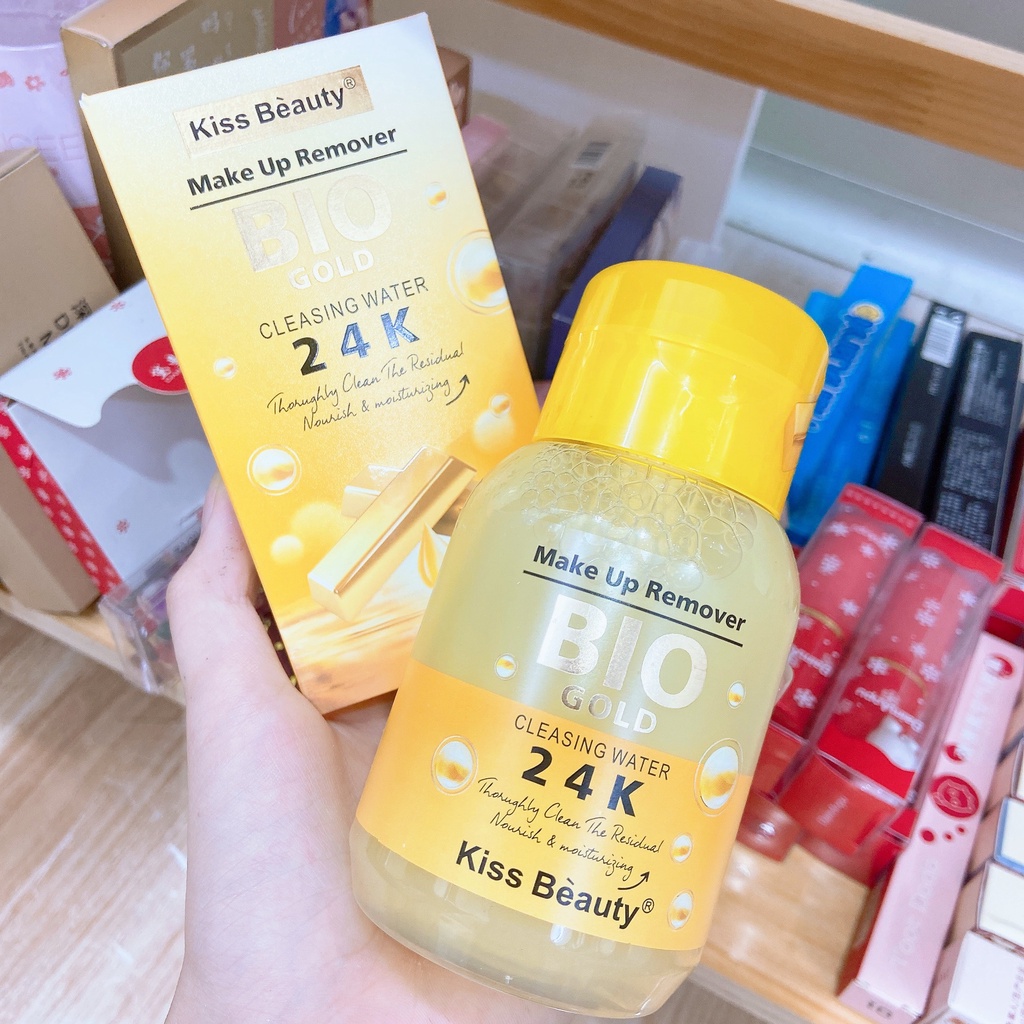 Kiss Bèauty®
Make Up Remover
BIO
GOLD
CLEASING WATER
24K
Thorughly Clean The Residual
Nourish & moisturizing
Make Up Remover
BIO
GOLD
CLEASING WATER
24K
Thorughly Clean The Residual
Nourish & moisturizing
Kiss Bèauty®